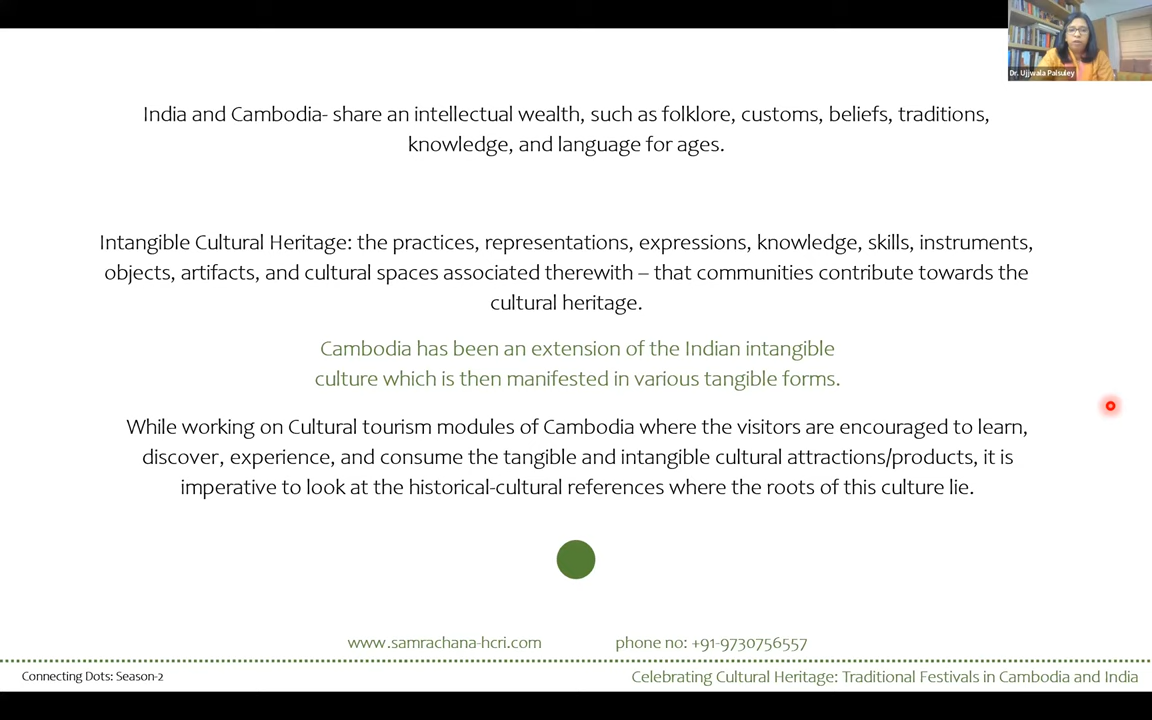 Dr. Ujjwala Palsuley
India and Cambodia- share an intellectual wealth, such as folklore, customs, beliefs, traditions,
knowledge, and language for ages.
Intangible Cultural Heritage: the practices, representations, expressions, knowledge, skills, instruments,
objects, artifacts, and cultural spaces associated therewith – that communities contribute towards the
cultural heritage.
Cambodia has been an extension of the Indian intangible
culture which is then manifested in various tangible forms.
While working on Cultural tourism modules of Cambodia where the visitors are encouraged to learn,
discover, experience, and consume the tangible and intangible cultural attractions/products, it is
imperative to look at the historical-cultural references where the roots of this culture lie.
www.samrachana-hcri.com phone no: +91-9730756557
Connecting Dots: Season-2 Celebrating Cultural Heritage: Traditional Festivals in Cambodia and India